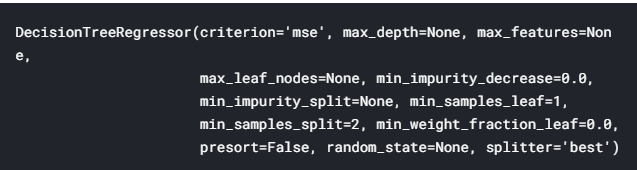 DecisionTreeRegressor(criterion='mse', max_depth=None, max_features=Non
e,
max_leaf_nodes=None, min_impurity_decrease=0.0,
min_impurity_split=None, min_samples_leaf=1,
min_samples_split=2, min_weight_fraction_leaf=0.0,
presort=False, random_state=None, splitter='best')